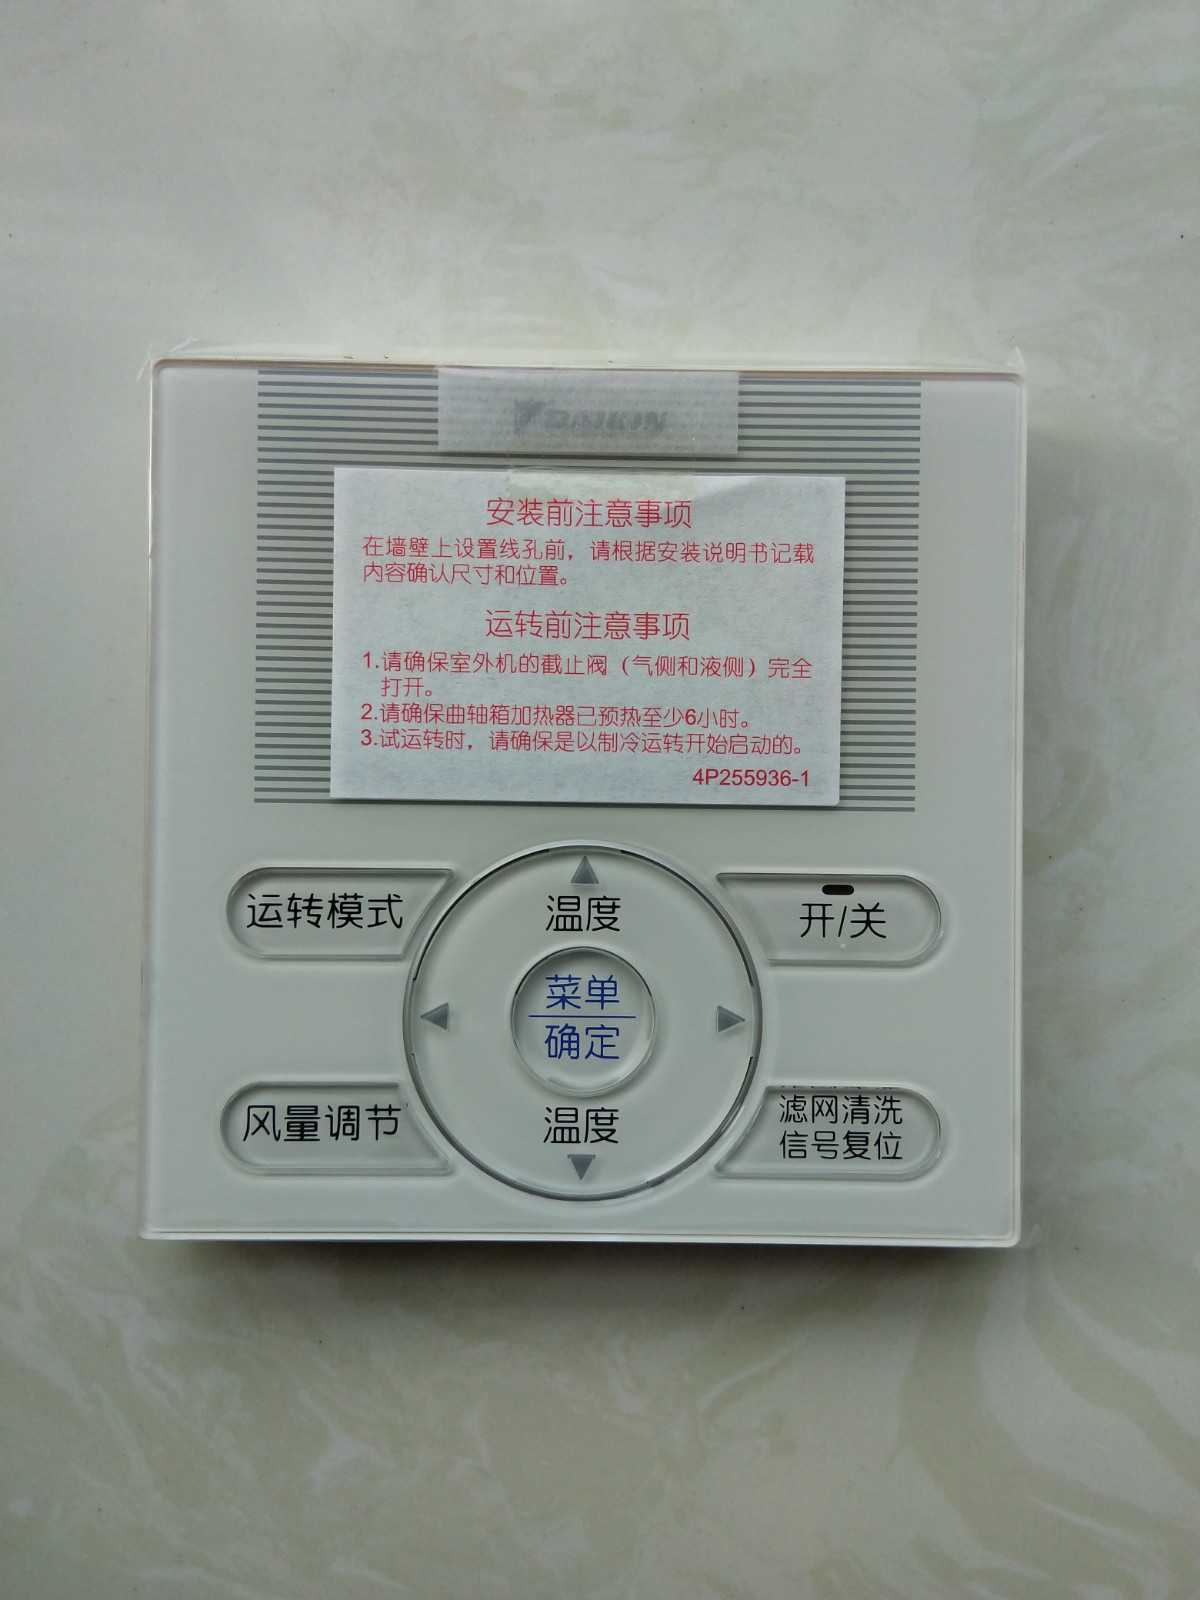 DAIKIN
安装前注意事项
在墙壁上设置线孔前，请根据安装说明书记载
内容确认尺寸和位置。
运转前注意事项
1.请确保室外机的截止阀（气侧和液侧）完全
打开。
2.请确保曲轴箱加热器已预热至少6小时。
3.试运转时，请确保是以制冷运转开始启动的。
4P255936-1
运转模式
温度
开/关
菜单
确定
风量调节
温度
滤网清洗
信号复位